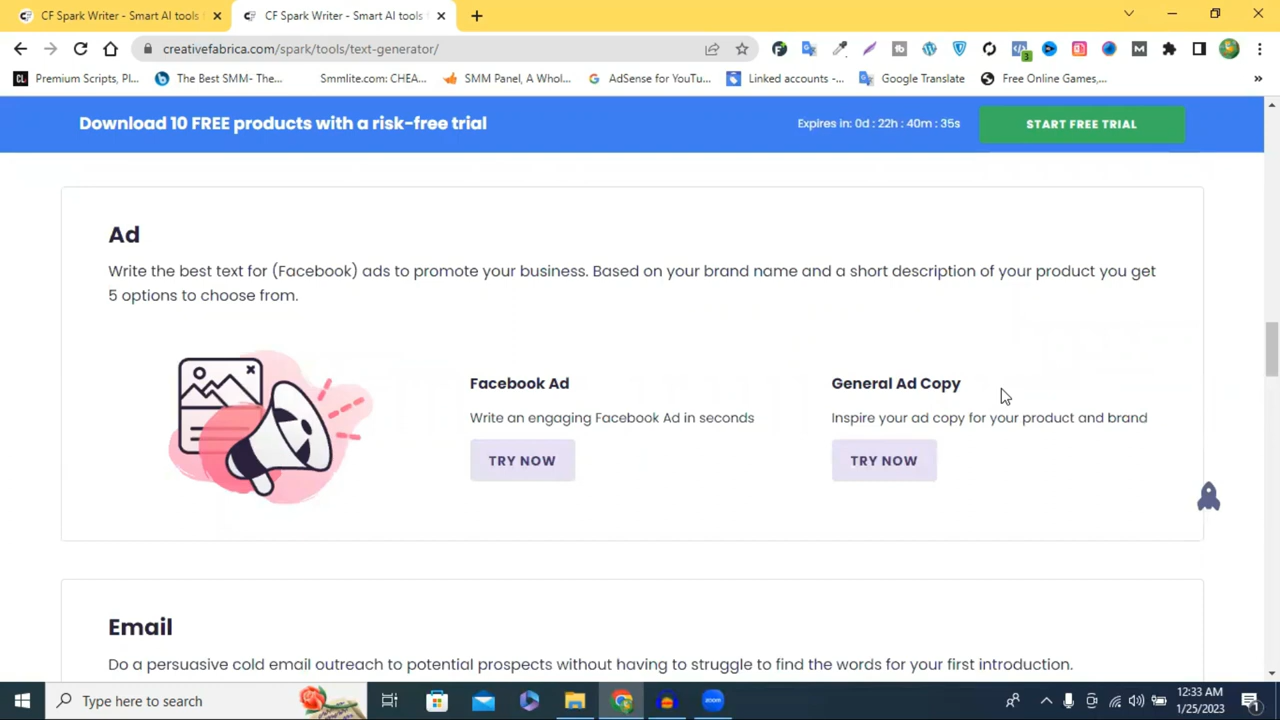 CF Spark Writer - Smart AI tools
CF Spark Writer - Smart AI tools
creativefabrica.com/spark/tools/text-generator/
3
CL Premium Scripts, Pl...
The Best SMM- The...
Smmlite.com: CHEA...
SMM Panel, A Whol...
AdSense for YouTu...
Linked accounts -...
Google Translate
Free Online Games,...
Download 10 FREE products with a risk-free trial
Expires in: 0d : 22h : 40m : 35s
START FREE TRIAL
Ad
Write the best text for (Facebook) ads to promote your business. Based on your brand name and a short description of your product you get
5 options to choose from.
Facebook Ad
Write an engaging Facebook Ad in seconds
TRY NOW
General Ad Copy
Inspire your ad copy for your product and brand
TRY NOW
Email
Do a persuasive cold email outreach to potential prospects without having to struggle to find the words for your first introduction.
Type here to search
zoom
12:33 AM
1/25/2023
1